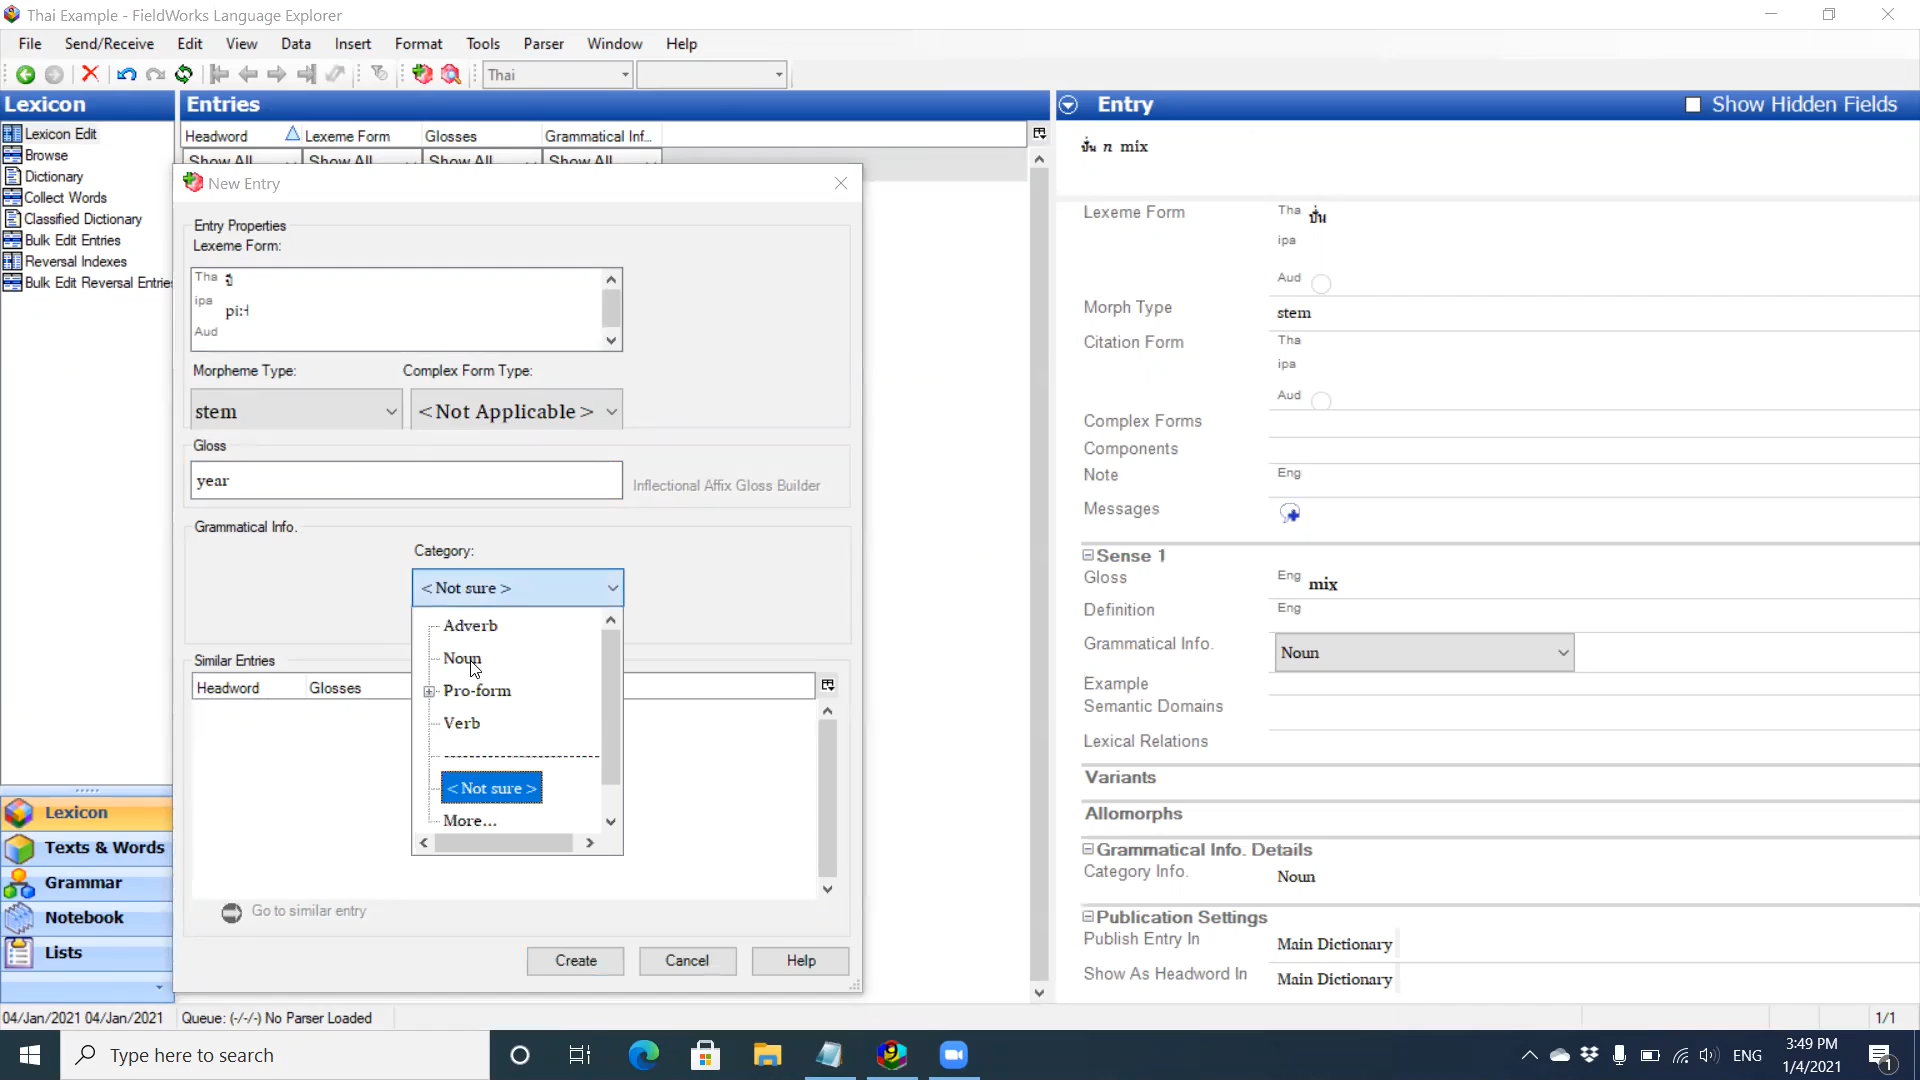 Thai Example - FieldWorks Language Explorer
File Send/Receive Edit View Data Insert Format Tools Parser Window Help
Thai
Lexicon
Lexicon Edit
Browse
Dictionary
Collect Words
Classified Dictionary
Bulk Edit Entries
Reversal Indexes
Bulk Edit Reversal Entries
Lexicon
Texts & Words
Grammar
Notebook
Lists
Entries
Headword Lexeme Form Glosses Grammatical Inf...
Show All Show All Show All Show All
New Entry
Entry Properties
Lexeme Form:
Tha ปี
ipa pi:˧
Aud
Morpheme Type: Complex Form Type:
stem <Not Applicable>
Gloss
year
Inflectional Affix Gloss Builder
Grammatical Info.
Category:
<Not sure>
Adverb
Noun
Pro-form
Verb
<Not sure>
More...
Similar Entries
Headword Glosses
Go to similar entry
Create Cancel Help
Entry Show Hidden Fields
ปั่น n mix
Lexeme Form Tha ปั่น
ipa
Aud
Morph Type stem
Citation Form Tha
ipa
Aud
Complex Forms
Components
Note Eng
Messages
Sense 1
Gloss Eng mix
Definition Eng
Grammatical Info. Noun
Example
Semantic Domains
Lexical Relations
Variants
Allomorphs
Grammatical Info. Details
Category Info. Noun
Publication Settings
Publish Entry In Main Dictionary
Show As Headword In Main Dictionary
04/Jan/2021 04/Jan/2021 Queue: (-/-/-) No Parser Loaded 1/1
Type here to search
ENG
3:49 PM
1/4/2021
1